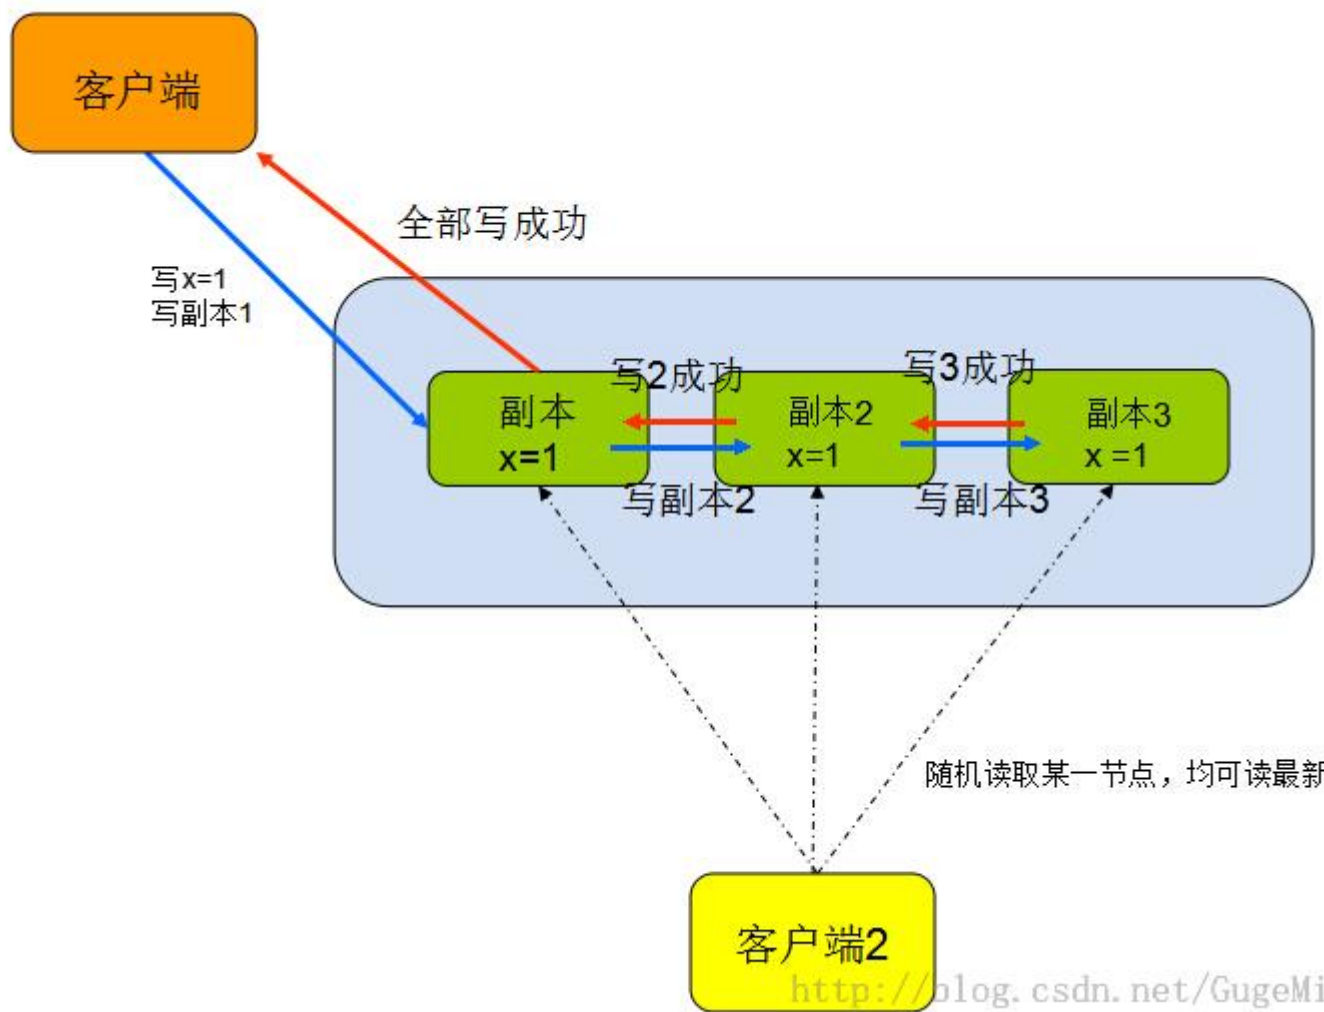 客户端
全部写成功
写x=1
写副本1
写2成功
写3成功
副本
x=1
副本2
x=1
副本3
x =1
写副本2
写副本3
随机读取某一节点，均可读最新
客户端2
http://blog.csdn.net/GugeMi